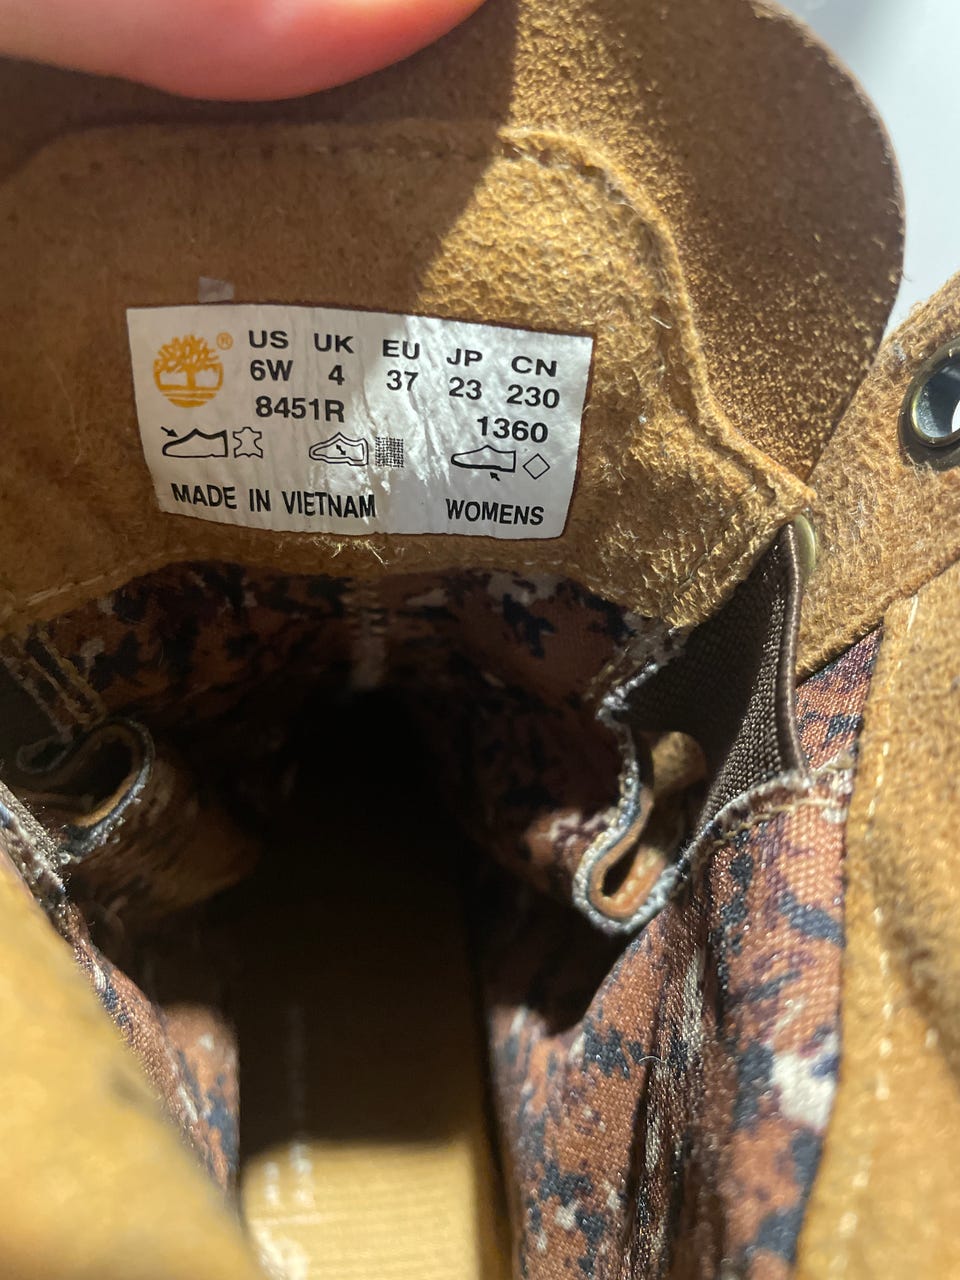 ® US UK EU JP CN
6W 4 37 23 230
8451R 1360
MADE IN VIETNAM WOMENS